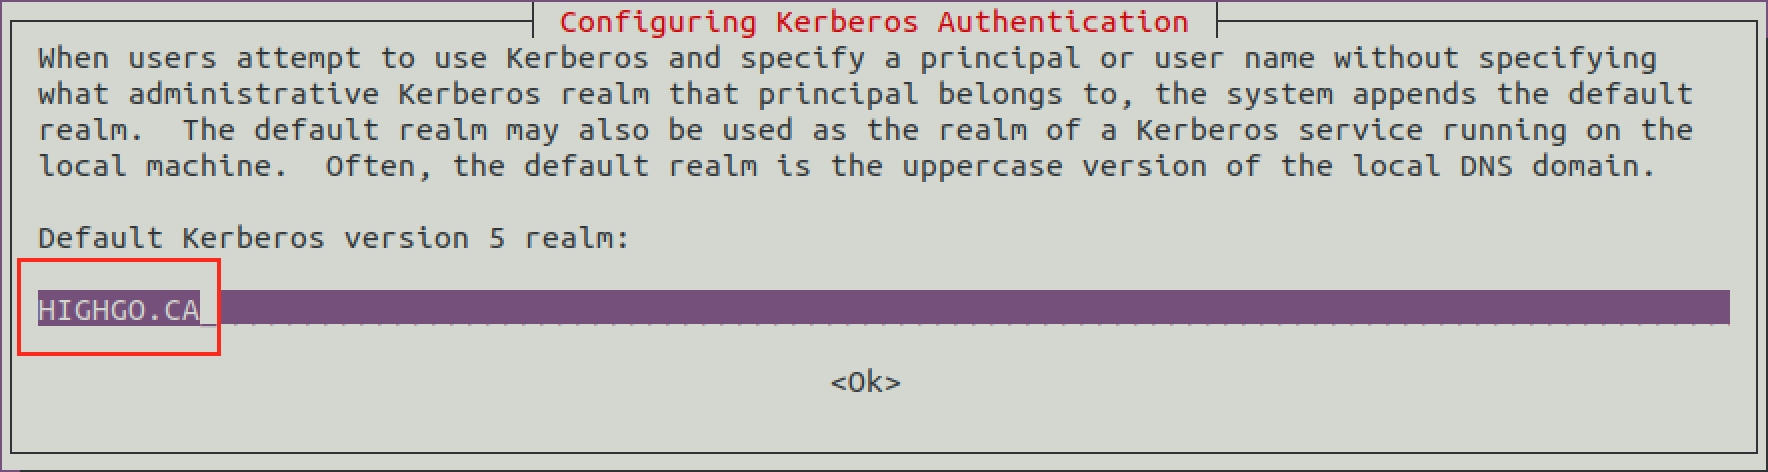 Configuring Kerberos Authentication
When users attempt to use Kerberos and specify a principal or user name without specifying
what administrative Kerberos realm that principal belongs to, the system appends the default
realm.  The default realm may also be used as the realm of a Kerberos service running on the
local machine.  Often, the default realm is the uppercase version of the local DNS domain.
Default Kerberos version 5 realm:
HIGHGO.CA
<Ok>